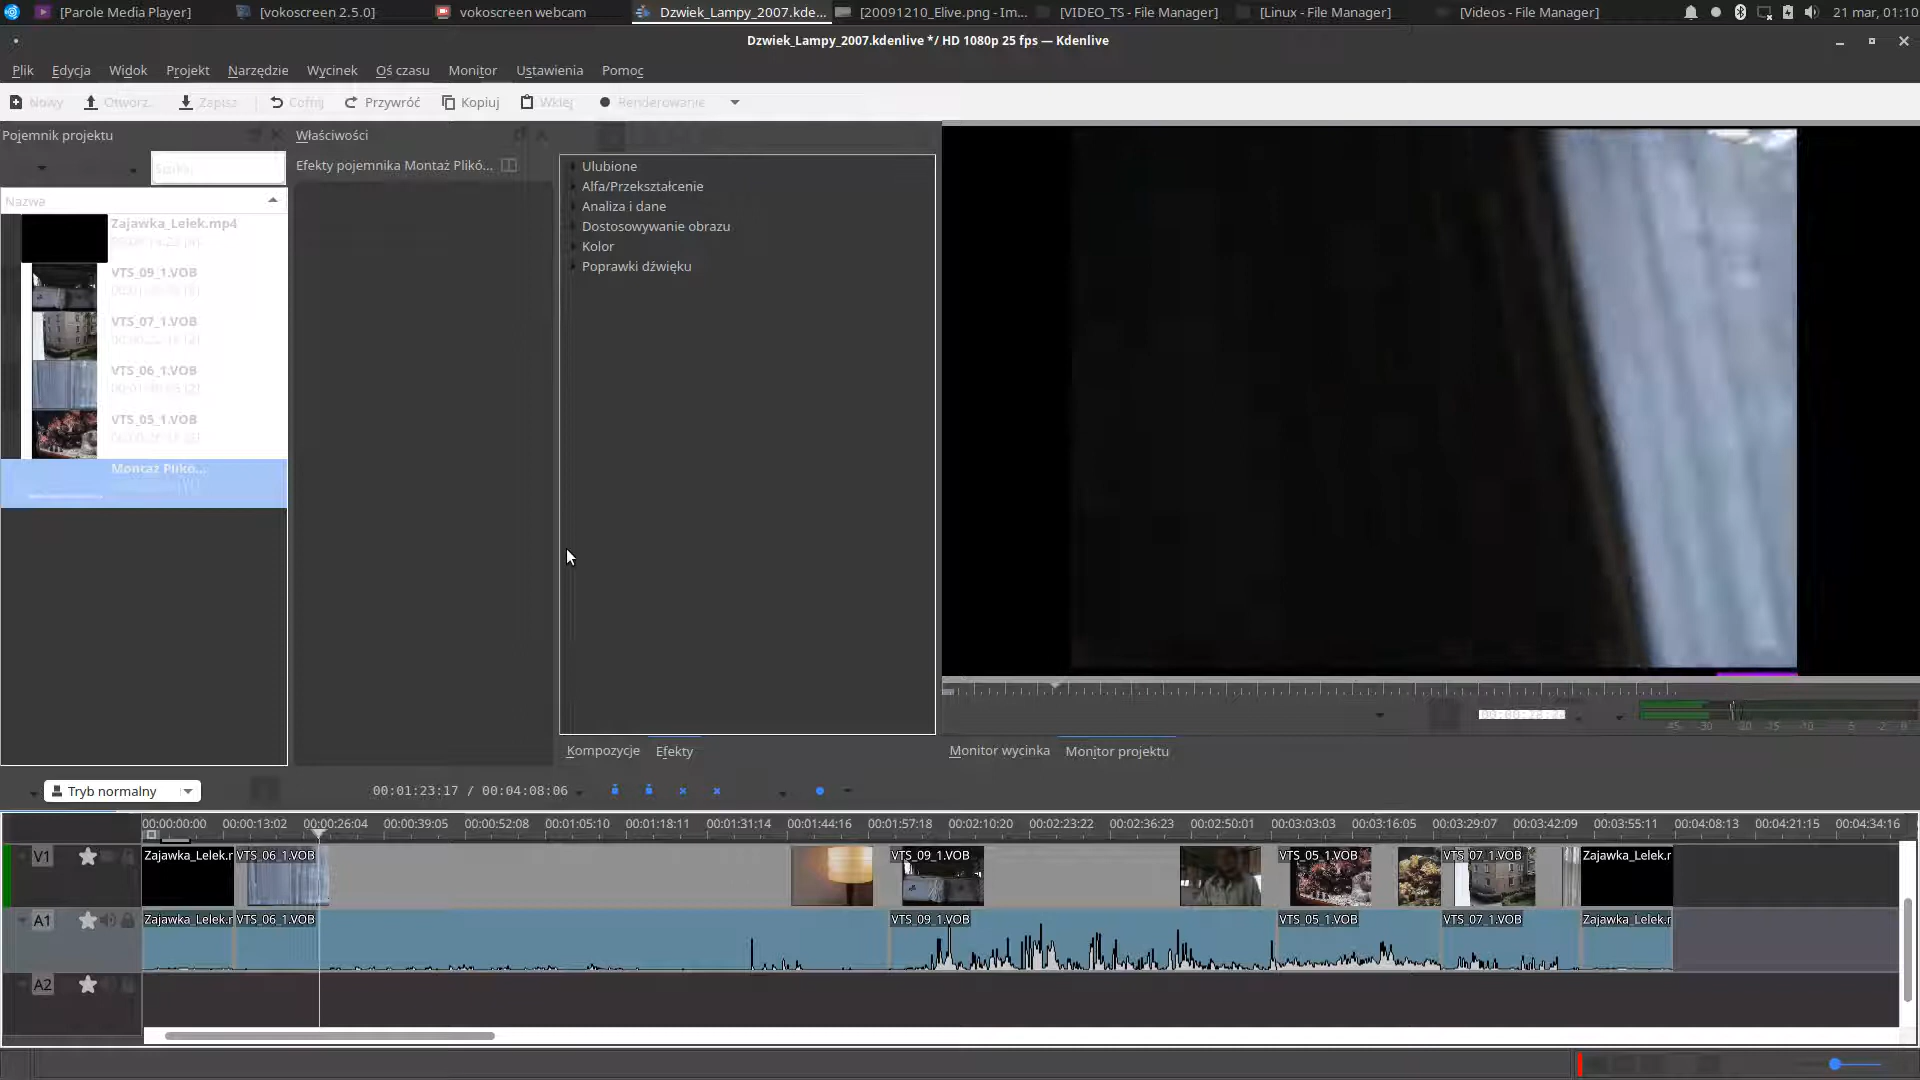 [Parole Media Player]
[vokoscreen 2.5.0]
vokoscreen webcam
Dzwiek_Lampy_2007.kde...
[20091210_Elive.png - Im...
[VIDEO_TS - File Manager]
[Linux - File Manager]
[Videos - File Manager]
21 mar, 01:10
Dzwiek_Lampy_2007.kdenlive */ HD 1080p 25 fps — Kdenlive
Plik
Edycja
Widok
Projekt
Narzędzie
Wycinek
Oś czasu
Monitor
Ustawienia
Pomoc
Nowy
Otwórz...
Zapisz
Cofnij
Przywróć
Kopiuj
Wklej
Renderowanie
Pojemnik projektu
Właściwości
Szukaj...
Efekty pojemnika Montaż Plikó...
Nazwa
Zajawka_Lelek.mp4
VTS_09_1.VOB
VTS_07_1.VOB
VTS_06_1.VOB
VTS_05_1.VOB
Montaż Plikó...
Ulubione
Alfa/Przekształcenie
Analiza i dane
Dostosowywanie obrazu
Kolor
Poprawki dźwięku
Kompozycje
Efekty
-45 -30 -20 -15 -10 -5 -2 0
Monitor wycinka
Monitor projektu
Tryb normalny
00:01:23:17 / 00:04:08:06
00:00:00:00
00:00:13:02
00:00:26:04
00:00:39:05
00:00:52:08
00:01:05:10
00:01:18:11
00:01:31:14
00:01:44:16
00:01:57:18
00:02:10:20
00:02:23:22
00:02:36:23
00:02:50:01
00:03:03:03
00:03:16:05
00:03:29:07
00:03:42:09
00:03:55:11
00:04:08:13
00:04:21:15
00:04:34:16
V1
Zajawka_Lelek.r
VTS_06_1.VOB
VTS_09_1.VOB
VTS_05_1.VOB
VTS_07_1.VOB
Zajawka_Lelek.r
A1
Zajawka_Lelek.r
VTS_06_1.VOB
VTS_09_1.VOB
VTS_05_1.VOB
VTS_07_1.VOB
Zajawka_Lelek.r
A2